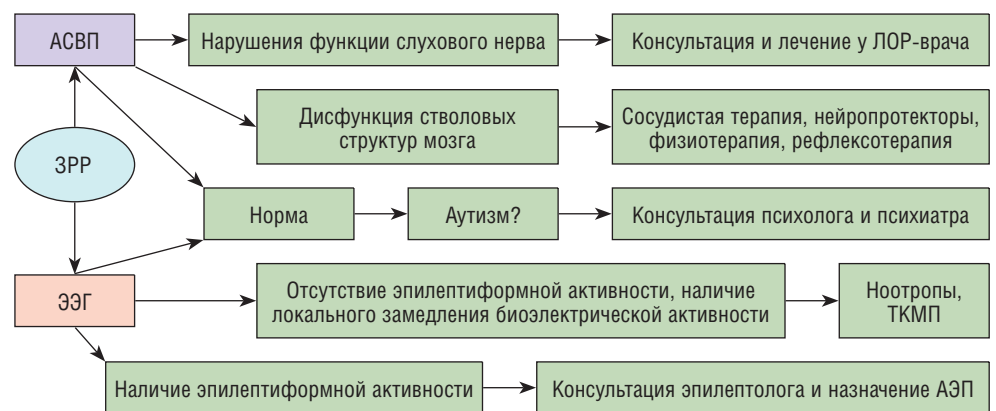 АСВП
Нарушения функции слухового нерва
Консультация и лечение у ЛОР-врача
Дисфункция стволовых
структур мозга
Сосудистая терапия, нейропротекторы,
физиотерапия, рефлексотерапия
ЗРР
Норма
Аутизм?
Консультация психолога и психиатра
ЭЭГ
Отсутствие эпилептиформной активности, наличие
локального замедления биоэлектрической активности
Ноотропы,
ТКМП
Наличие эпилептиформной активности
Консультация эпилептолога и назначение АЭП